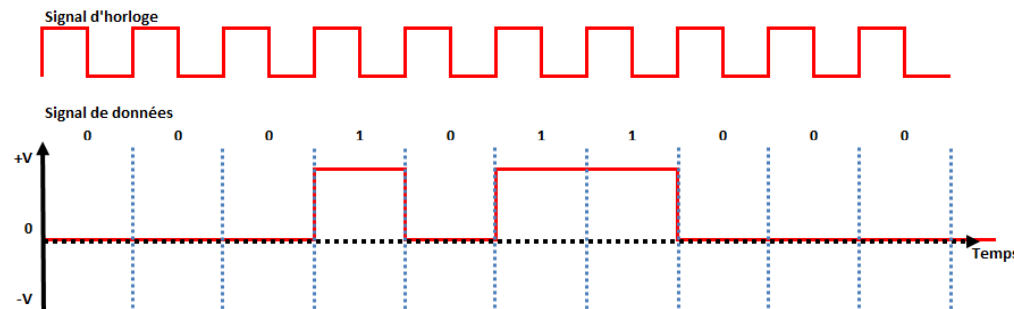 Signal d'horloge
Signal de données
0 0 0 1 0 1 1 0 0 0
+V
0
Temps
-V